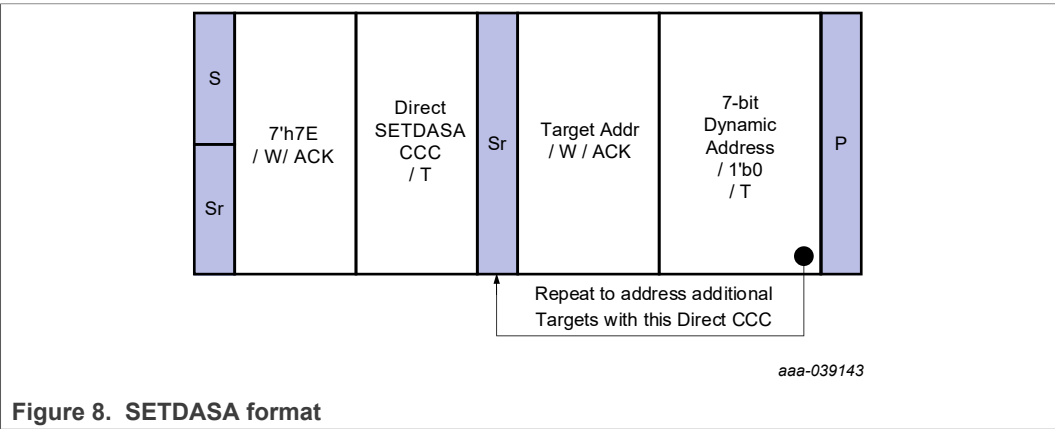 S
Sr
7'h7E
/ W/ ACK
Direct
SETDASA
CCC
/ T
Sr
Target Addr
/ W / ACK
7-bit
Dynamic
Address
/ 1'b0
/ T
P
Repeat to address additional
Targets with this Direct CCC
aaa-039143
Figure 8. SETDASA format